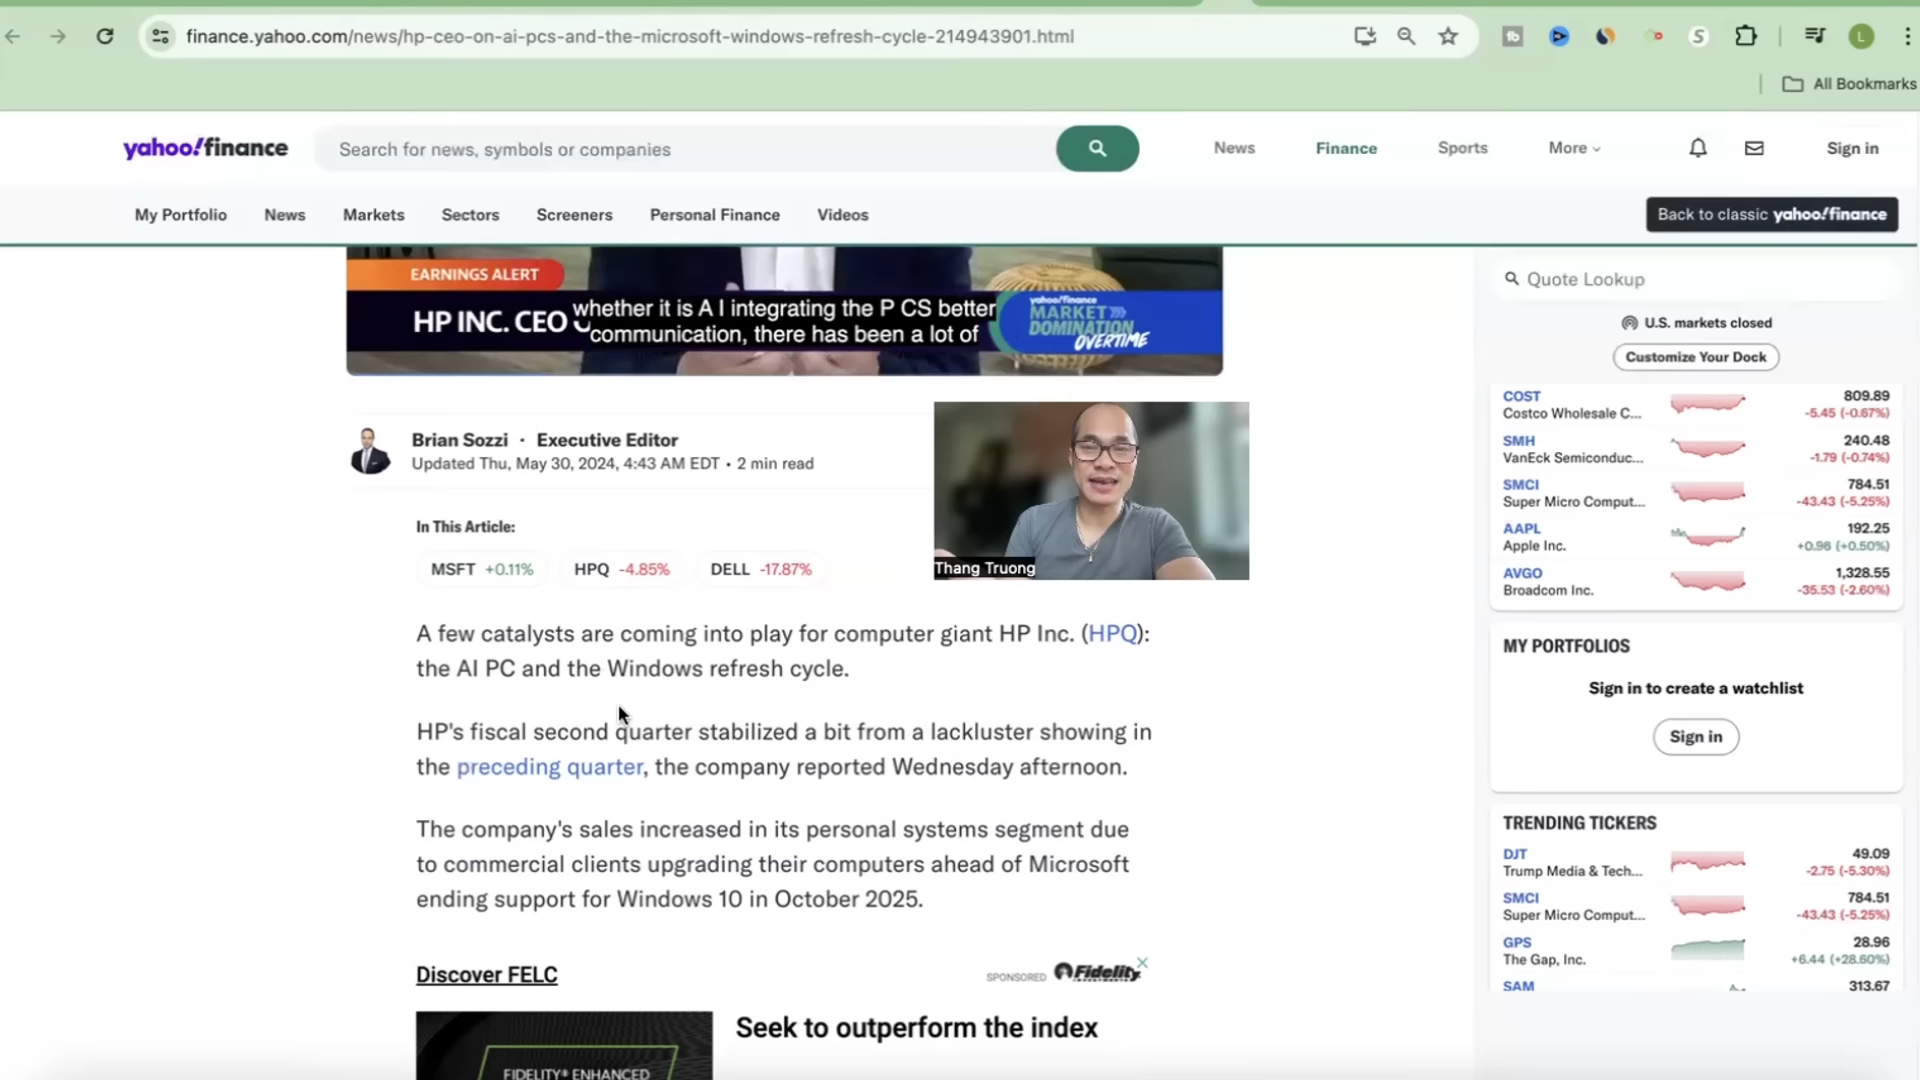 finance.yahoo.com/news/hp-ceo-on-ai-pcs-and-the-microsoft-windows-refresh-cycle-214943901.html
L
All Bookmarks
yahoo!finance
Search for news, symbols or companies
News
Finance
Sports
More
Sign in
My Portfolio
News
Markets
Sectors
Screeners
Personal Finance
Videos
Back to classic yahoo!finance
EARNINGS ALERT
HP INC. CEO
whether it is A I integrating the P CS better
communication, there has been a lot of
yahoo!finance
MARKET
DOMINATION
OVERTIME
Brian Sozzi · Executive Editor
Updated Thu, May 30, 2024, 4:43 AM EDT • 2 min read
Thang Truong
In This Article:
MSFT +0.11%
HPQ -4.85%
DELL -17.87%
A few catalysts are coming into play for computer giant HP Inc. (HPQ):
the AI PC and the Windows refresh cycle.
HP's fiscal second quarter stabilized a bit from a lackluster showing in
the preceding quarter, the company reported Wednesday afternoon.
The company's sales increased in its personal systems segment due
to commercial clients upgrading their computers ahead of Microsoft
ending support for Windows 10 in October 2025.
Discover FELC
SPONSORED
Fidelity
Seek to outperform the index
FIDELITY® ENHANCED
Quote Lookup
U.S. markets closed
Customize Your Dock
COST 809.89
Costco Wholesale C... -5.45 (-0.67%)
SMH 240.48
VanEck Semiconduc... -1.79 (-0.74%)
SMCI 784.51
Super Micro Comput... -43.43 (-5.25%)
AAPL 192.25
Apple Inc. +0.96 (+0.50%)
AVGO 1,328.55
Broadcom Inc. -35.53 (-2.60%)
MY PORTFOLIOS
Sign in to create a watchlist
Sign in
TRENDING TICKERS
DJT 49.09
Trump Media & Tech... -2.75 (-5.30%)
SMCI 784.51
Super Micro Comput... -43.43 (-5.25%)
GPS 28.96
The Gap, Inc. +6.44 (+28.60%)
SAM 313.67